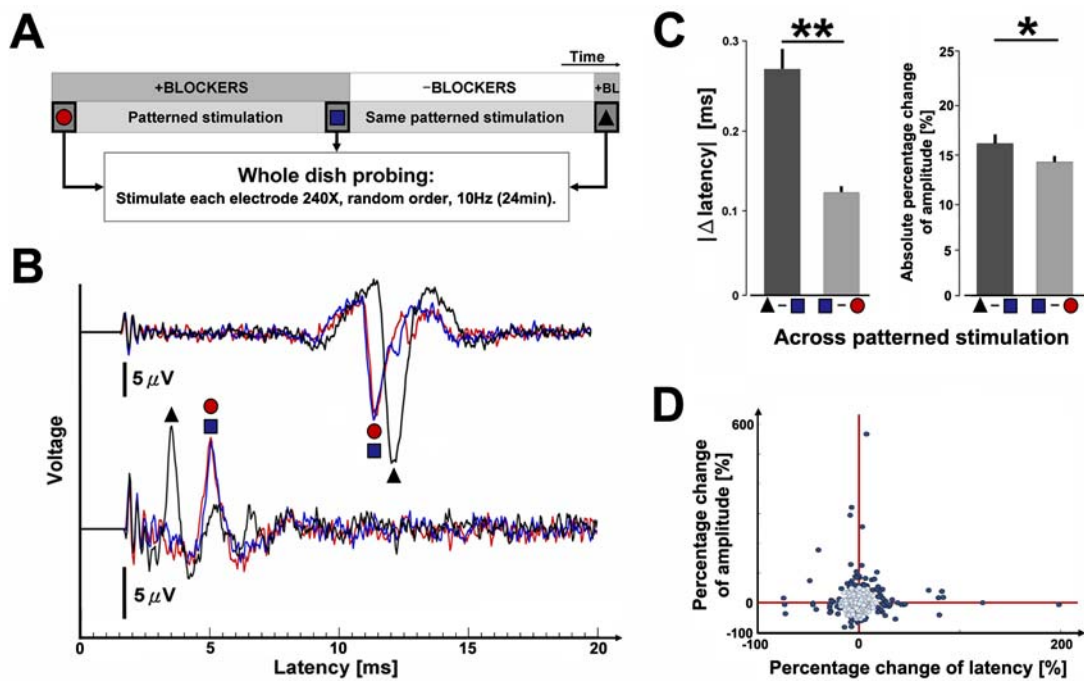 A
Time
+BLOCKERS
−BLOCKERS
+BL
Patterned stimulation
Same patterned stimulation
Whole dish probing:
Stimulate each electrode 240X, random order, 10Hz (24min).
B
Voltage
5 μV
5 μV
0
5
10
15
20
Latency [ms]
C
|Δlatency| [ms]
0.3
0.2
0.1
0
**
–
–
Absolute percentage change
of amplitude [%]
25
20
15
10
5
0
*
–
–
Across patterned stimulation
D
Percentage change
of amplitude [%]
600
0
-100
-100
0
200
Percentage change of latency [%]